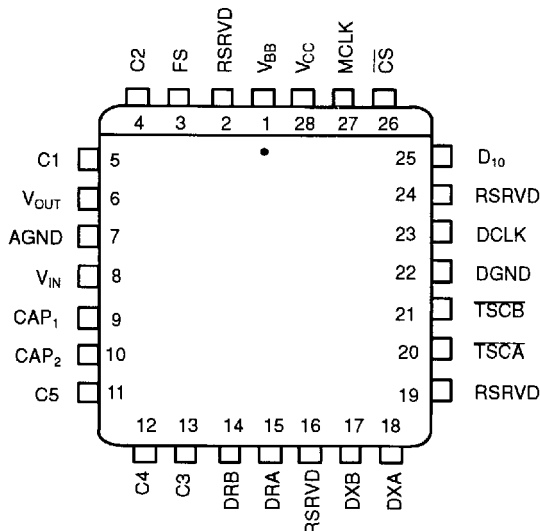 C2 FS RSRVD VBB VCC MCLK CS
4 3 2 1 28 27 26
C1 5 25 D10
VOUT 6 24 RSRVD
AGND 7 23 DCLK
VIN 8 22 DGND
CAP1 9 21 TSCB
CAP2 10 20 TSCA
C5 11 19 RSRVD
12 13 14 15 16 17 18
C4 C3 DRB DRA RSRVD DXB DXA